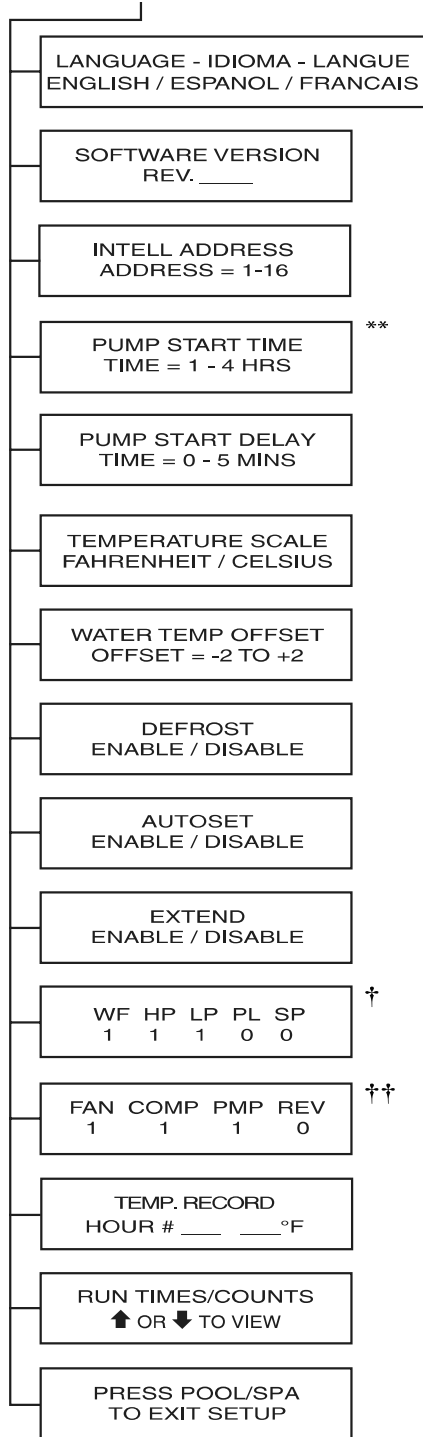 LANGUAGE - IDIOMA - LANGUE
ENGLISH / ESPANOL / FRANCAIS
SOFTWARE VERSION
REV. _____
INTELL ADDRESS
ADDRESS = 1-16
PUMP START TIME
TIME = 1 - 4 HRS
**
PUMP START DELAY
TIME = 0 - 5 MINS
TEMPERATURE SCALE
FAHRENHEIT / CELSIUS
WATER TEMP OFFSET
OFFSET = -2 TO +2
DEFROST
ENABLE / DISABLE
AUTOSET
ENABLE / DISABLE
EXTEND
ENABLE / DISABLE
WF HP LP PL SP
1 1 1 0 0
†
FAN COMP PMP REV
1 1 1 0
††
TEMP. RECORD
HOUR # ___ ___°F
RUN TIMES/COUNTS
⬆ OR ⬇ TO VIEW
PRESS POOL/SPA
TO EXIT SETUP